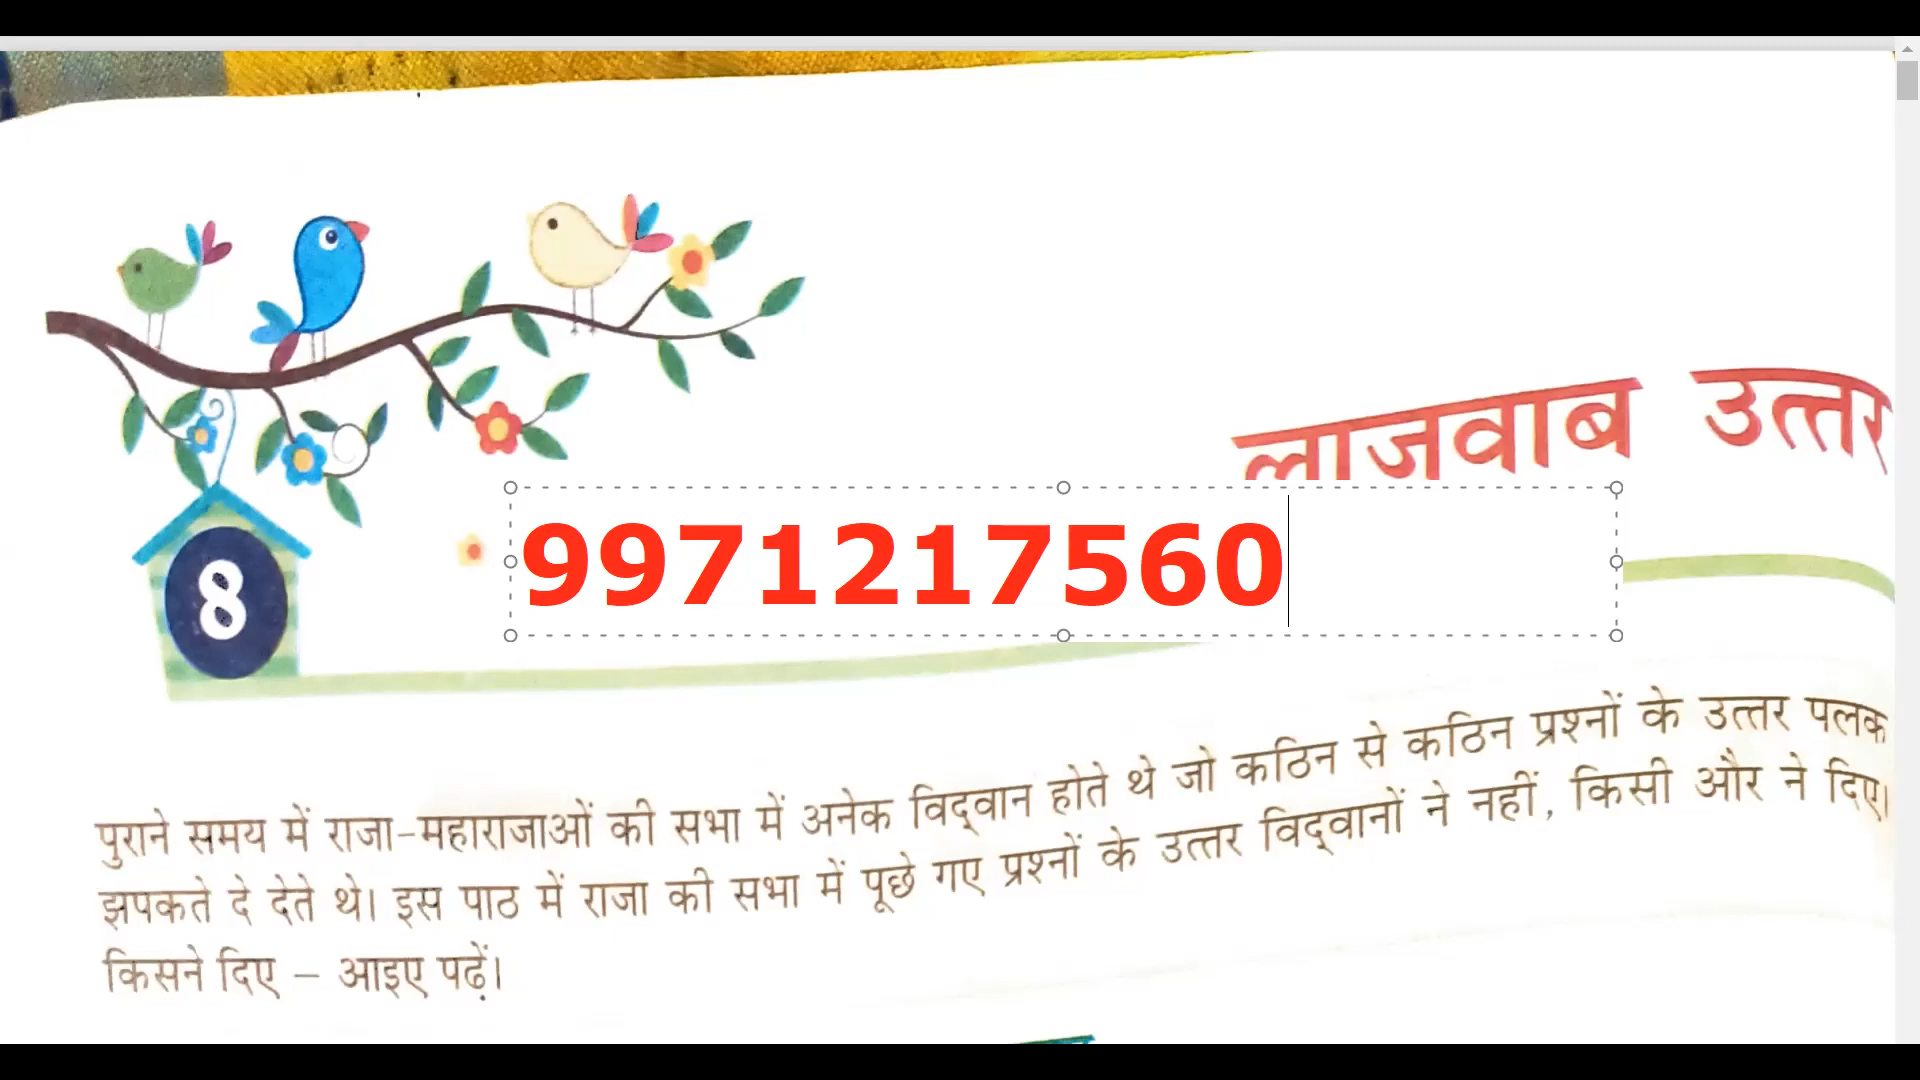 लाजवाब उत्तर
9971217560
8
पुराने समय में राजा-महाराजाओं की सभा में अनेक विद्वान होते थे जो कठिन से कठिन प्रश्नों के उत्तर पलक
झपकते दे देते थे। इस पाठ में राजा की सभा में पूछे गए प्रश्नों के उत्तर विद्वानों ने नहीं, किसी और ने दिए।
किसने दिए – आइए पढ़ें।